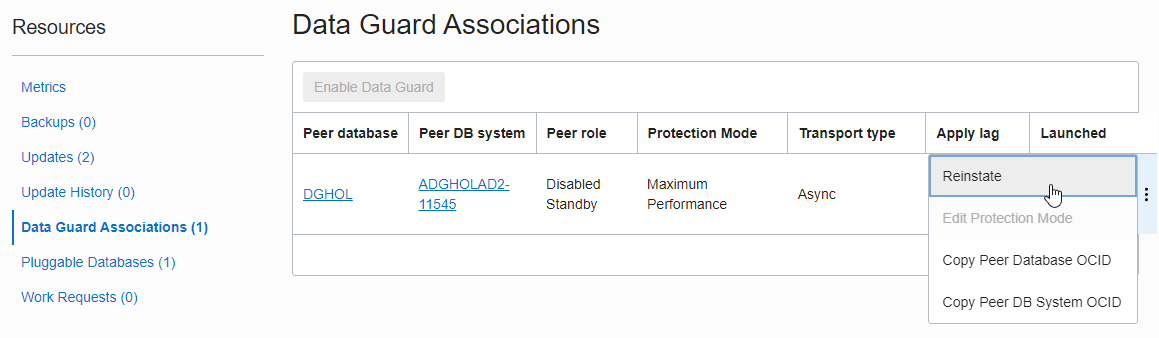 Resources
Metrics
Backups (0)
Updates (2)
Update History (0)
Data Guard Associations (1)
Pluggable Databases (1)
Work Requests (0)
Data Guard Associations
Enable Data Guard
Peer database Peer DB system Peer role Protection Mode Transport type Apply lag Launched
DGHOL
ADGHOLAD2-
11545
Disabled
Standby
Maximum
Performance
Async
Reinstate
Edit Protection Mode
Copy Peer Database OCID
Copy Peer DB System OCID